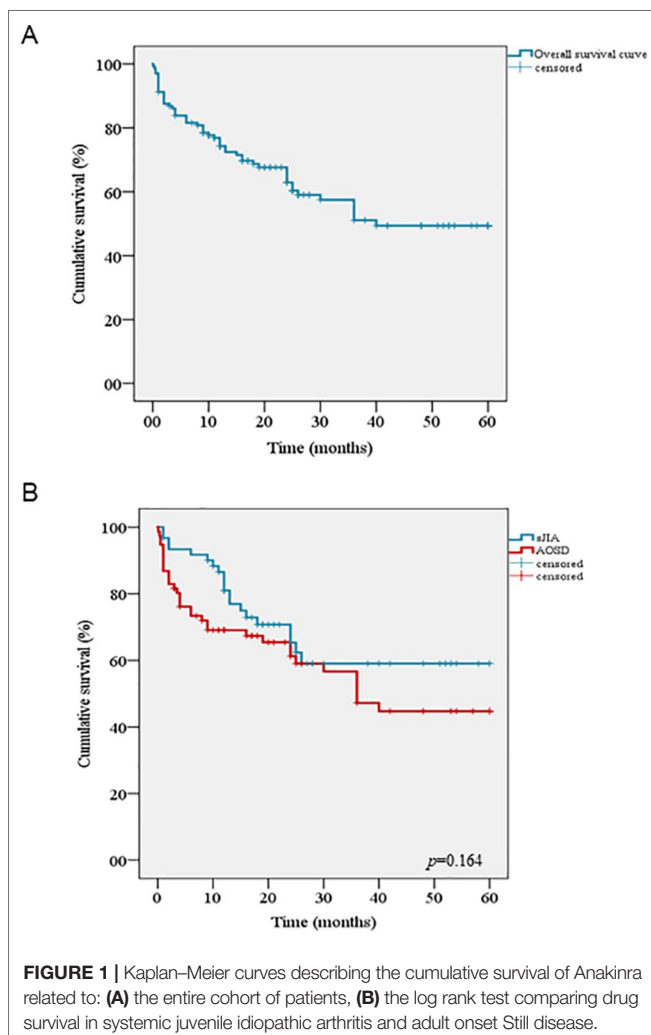 A
Overall survival curve
censored
100
80
60
40
20
00
Cumulative survival (%)
00 10 20 30 40 50 60
Time (months)
B
sJIA
AOSD
censored
censored
100
80
60
40
20
00
Cumulative survival (%)
p=0.164
0 10 20 30 40 50 60
Time (months)
FIGURE 1 | Kaplan–Meier curves describing the cumulative survival of Anakinra
related to: (A) the entire cohort of patients, (B) the log rank test comparing drug
survival in systemic juvenile idiopathic arthritis and adult onset Still disease.